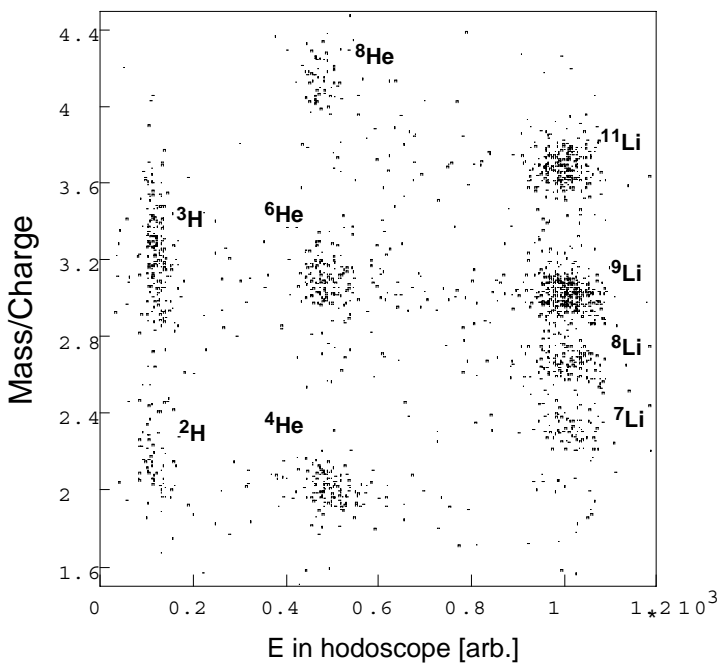 4.4
⁸He
4
¹¹Li
3.6
³H
⁶He
3.2
⁹Li
2.8
⁸Li
2.4
²H
⁴He
⁷Li
2
1.6
Mass/Charge
0 0.2 0.4 0.6 0.8 1 1.2 * 10³
E in hodoscope [arb.]